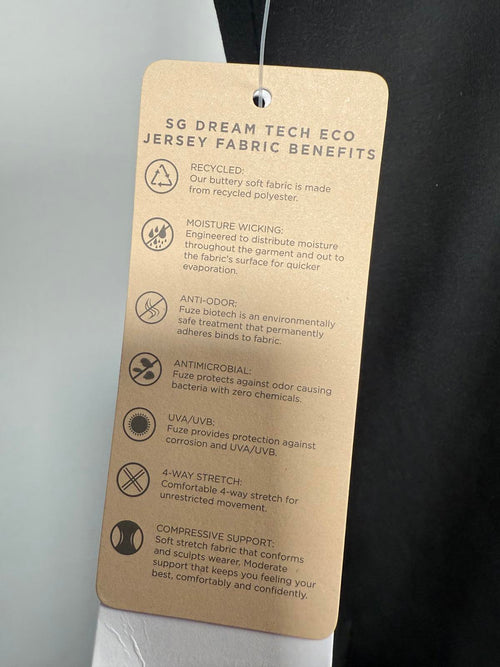 SG DREAM TECH ECO
JERSEY FABRIC BENEFITS
RECYCLED:
Our buttery soft fabric is made
from recycled polyester.
MOISTURE WICKING:
Engineered to distribute moisture
throughout the garment and out to
the fabric's surface for quicker
evaporation.
ANTI-ODOR:
Fuze biotech is an environmentally
safe treatment that permanently
adheres binds to fabric.
ANTIMICROBIAL:
Fuze protects against odor causing
bacteria with zero chemicals.
UVA/UVB:
Fuze provides protection against
corrosion and UVA/UVB.
4-WAY STRETCH:
Comfortable 4-way stretch for
unrestricted movement.
COMPRESSIVE SUPPORT:
Soft stretch fabric that conforms
and sculpts wearer. Moderate
support that keeps you feeling your
best, comfortably and confidently.